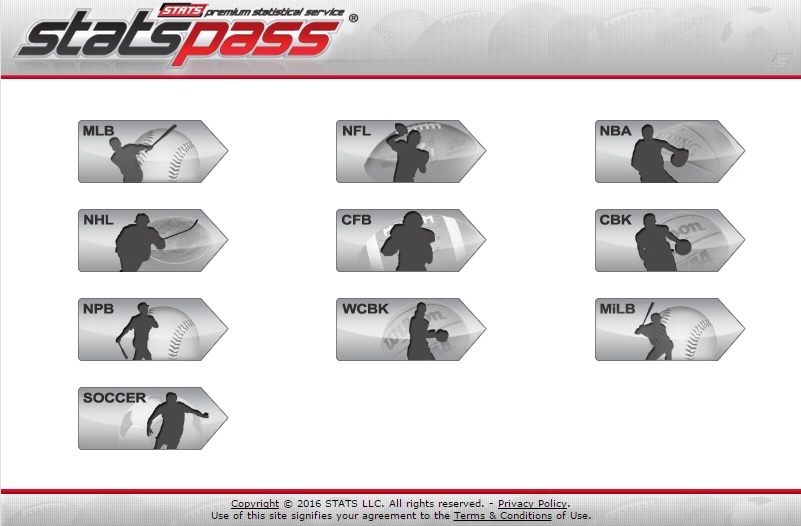 STATS premium statistical service
statspass®
MLB
NFL
NBA
NHL
CFB
CBK
NPB
WCBK
MiLB
SOCCER
Copyright © 2016 STATS LLC. All rights reserved. - Privacy Policy.
Use of this site signifies your agreement to the Terms & Conditions of Use.